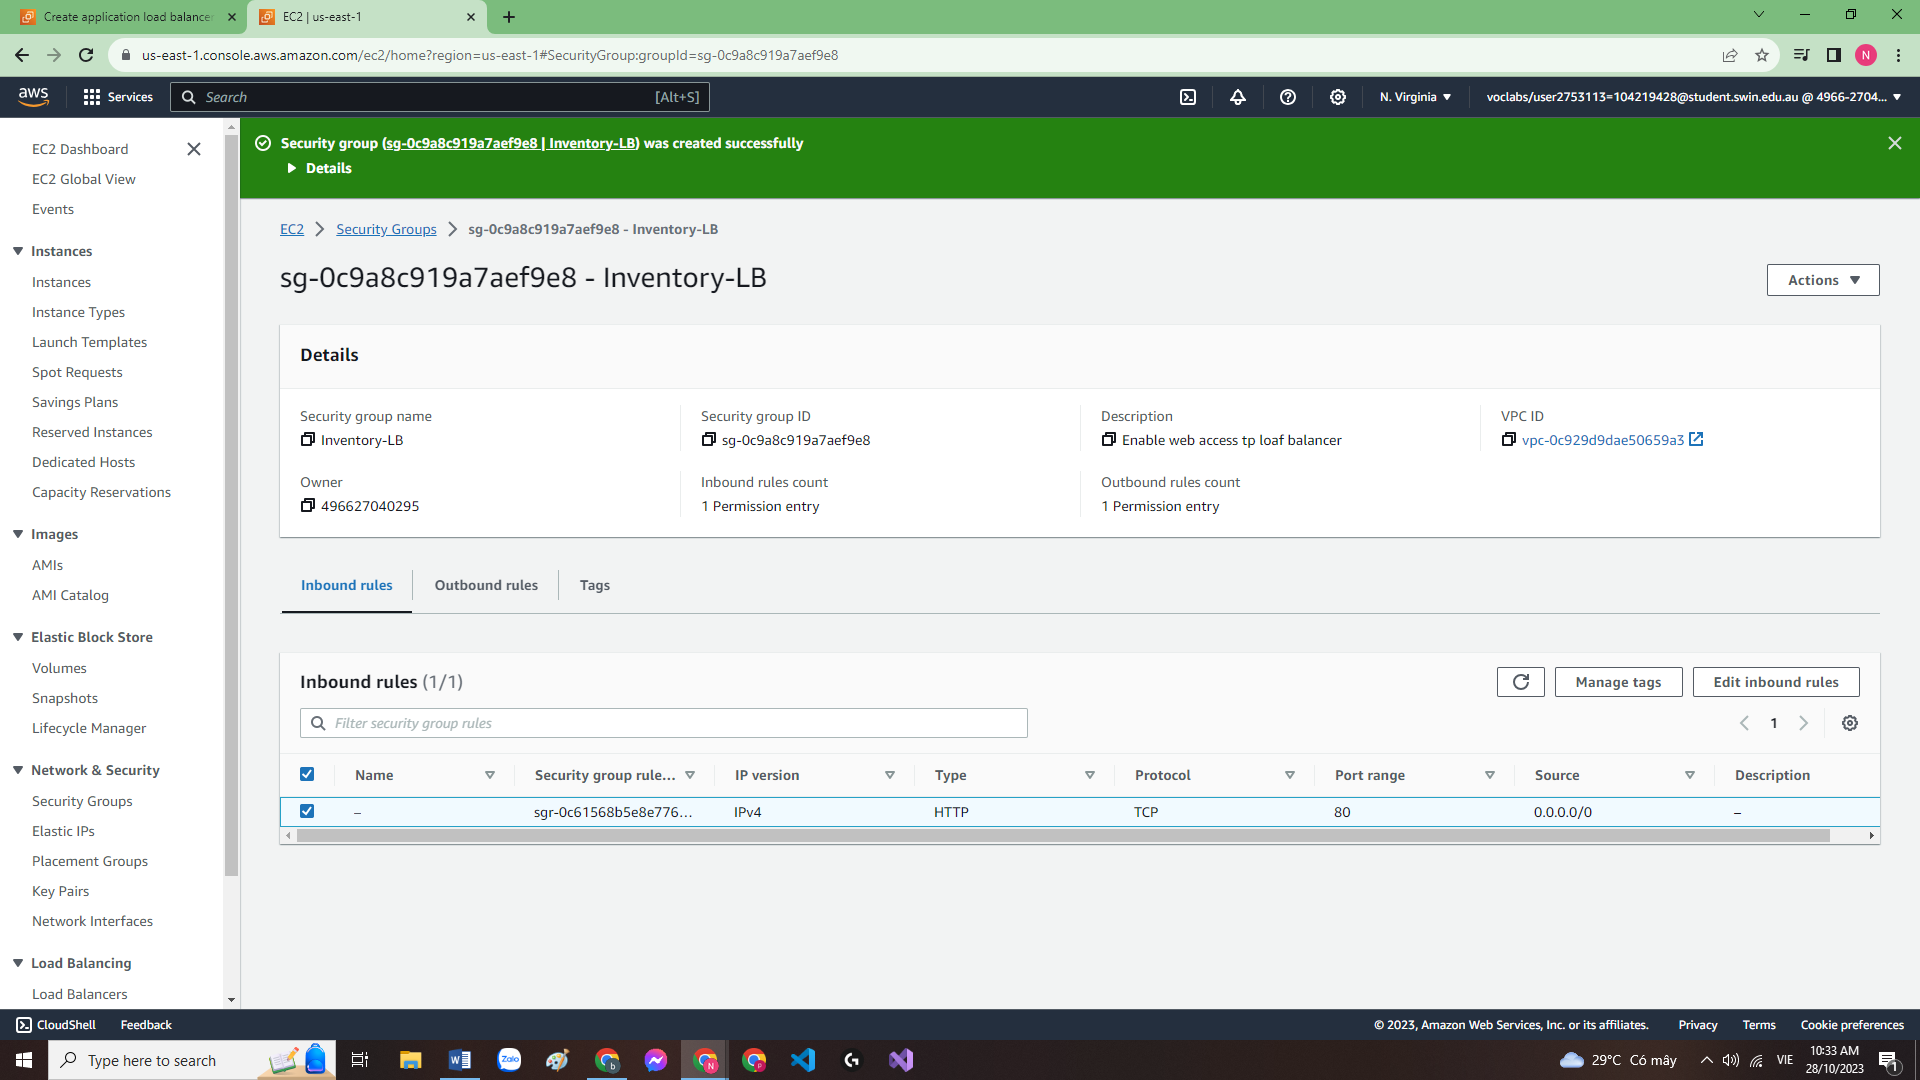 Create application load balancer
EC2 | us-east-1
us-east-1.console.aws.amazon.com/ec2/home?region=us-east-1#SecurityGroup:groupId=sg-0c9a8c919a7aef9e8
N
aws
Services
Search
[Alt+S]
N. Virginia
voclabs/user2753113=104219428@student.swin.edu.au @ 4966-2704...
EC2 Dashboard
EC2 Global View
Events
Instances
Instances
Instance Types
Launch Templates
Spot Requests
Savings Plans
Reserved Instances
Dedicated Hosts
Capacity Reservations
Images
AMIs
AMI Catalog
Elastic Block Store
Volumes
Snapshots
Lifecycle Manager
Network & Security
Security Groups
Elastic IPs
Placement Groups
Key Pairs
Network Interfaces
Load Balancing
Load Balancers
Security group (sg-0c9a8c919a7aef9e8 | Inventory-LB) was created successfully
Details
EC2 > Security Groups > sg-0c9a8c919a7aef9e8 - Inventory-LB
sg-0c9a8c919a7aef9e8 - Inventory-LB
Actions
Details
Security group name
Inventory-LB
Security group ID
sg-0c9a8c919a7aef9e8
Description
Enable web access tp loaf balancer
VPC ID
vpc-0c929d9dae50659a3
Owner
496627040295
Inbound rules count
1 Permission entry
Outbound rules count
1 Permission entry
Inbound rules
Outbound rules
Tags
Inbound rules (1/1)
Manage tags
Edit inbound rules
Filter security group rules
1
Name Security group rule... IP version Type Protocol Port range Source Description
– sgr-0c61568b5e8e776... IPv4 HTTP TCP 80 0.0.0.0/0 –
CloudShell
Feedback
© 2023, Amazon Web Services, Inc. or its affiliates.
Privacy
Terms
Cookie preferences
Type here to search
Zalo
29°C Có mây
VIE
10:33 AM
28/10/2023
1